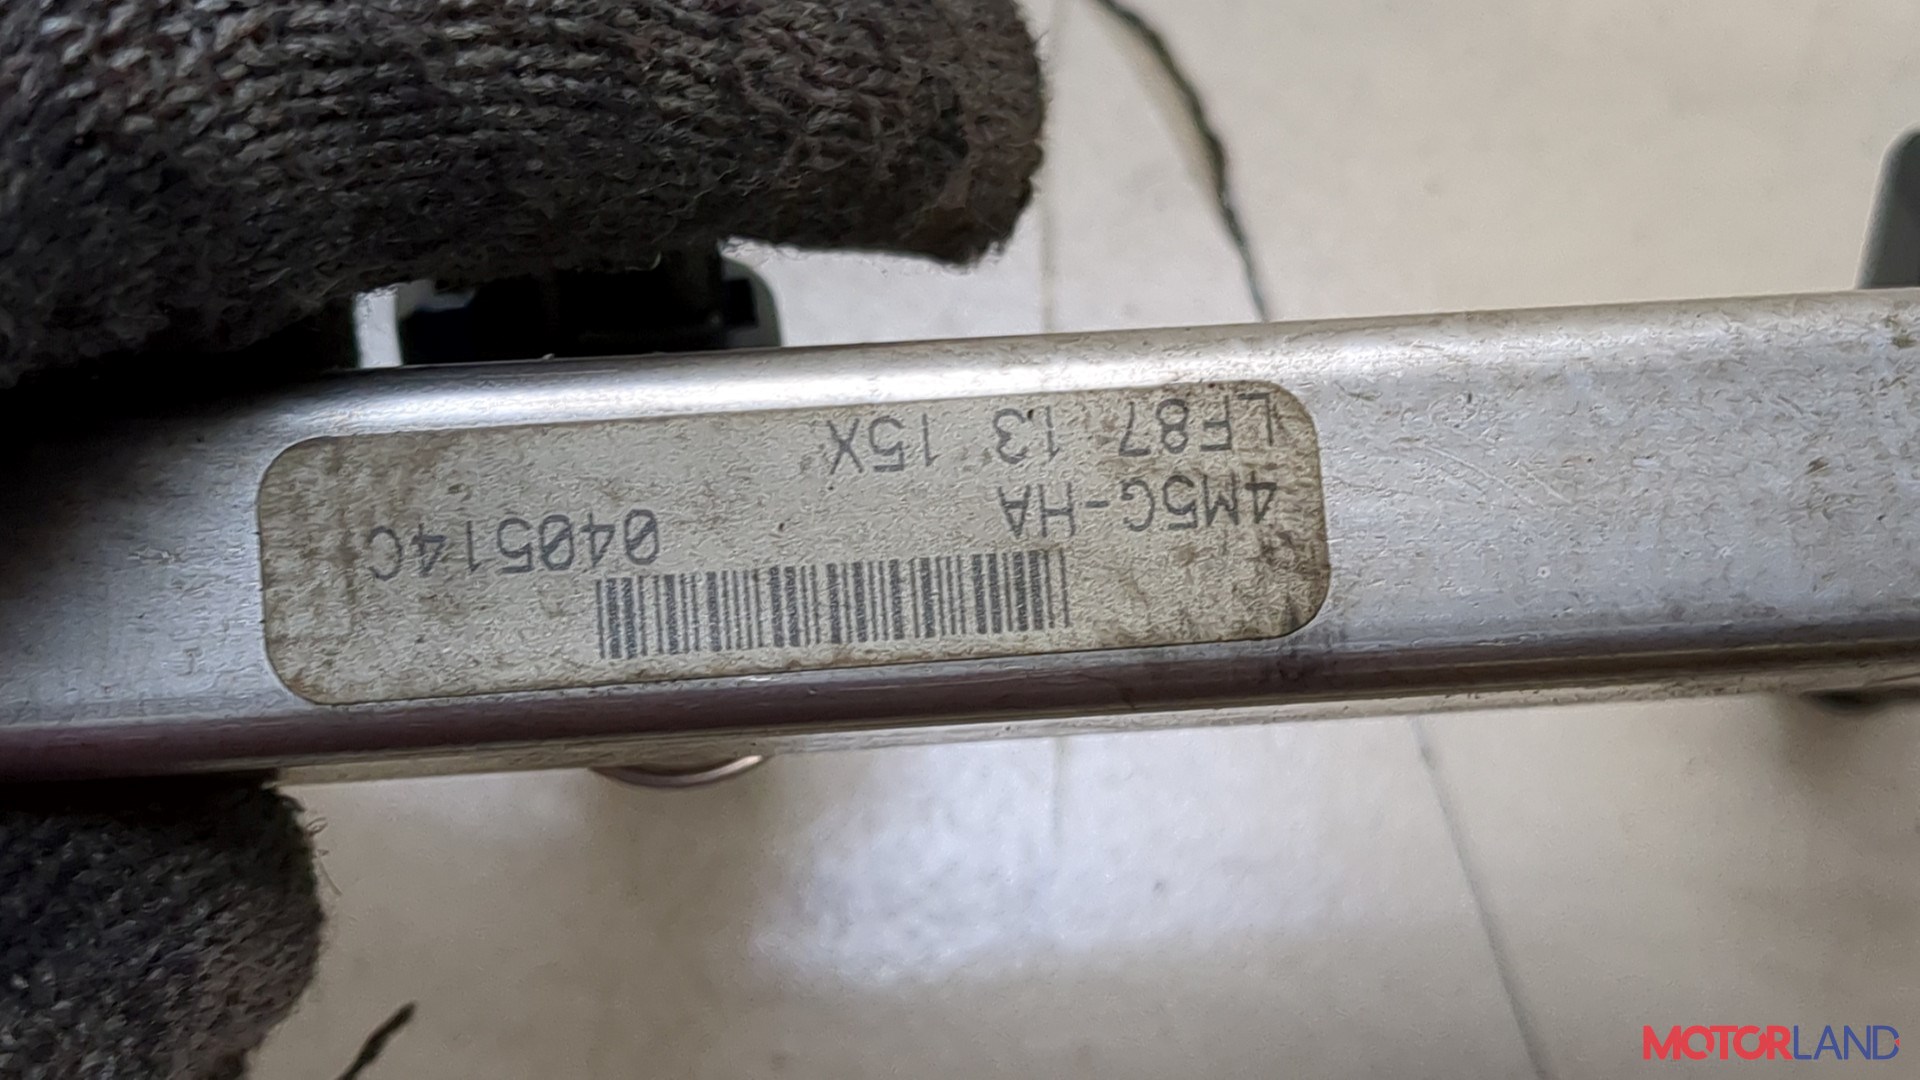 LF87 13 15X
4M5G-HA
040514C
MOTORLAND